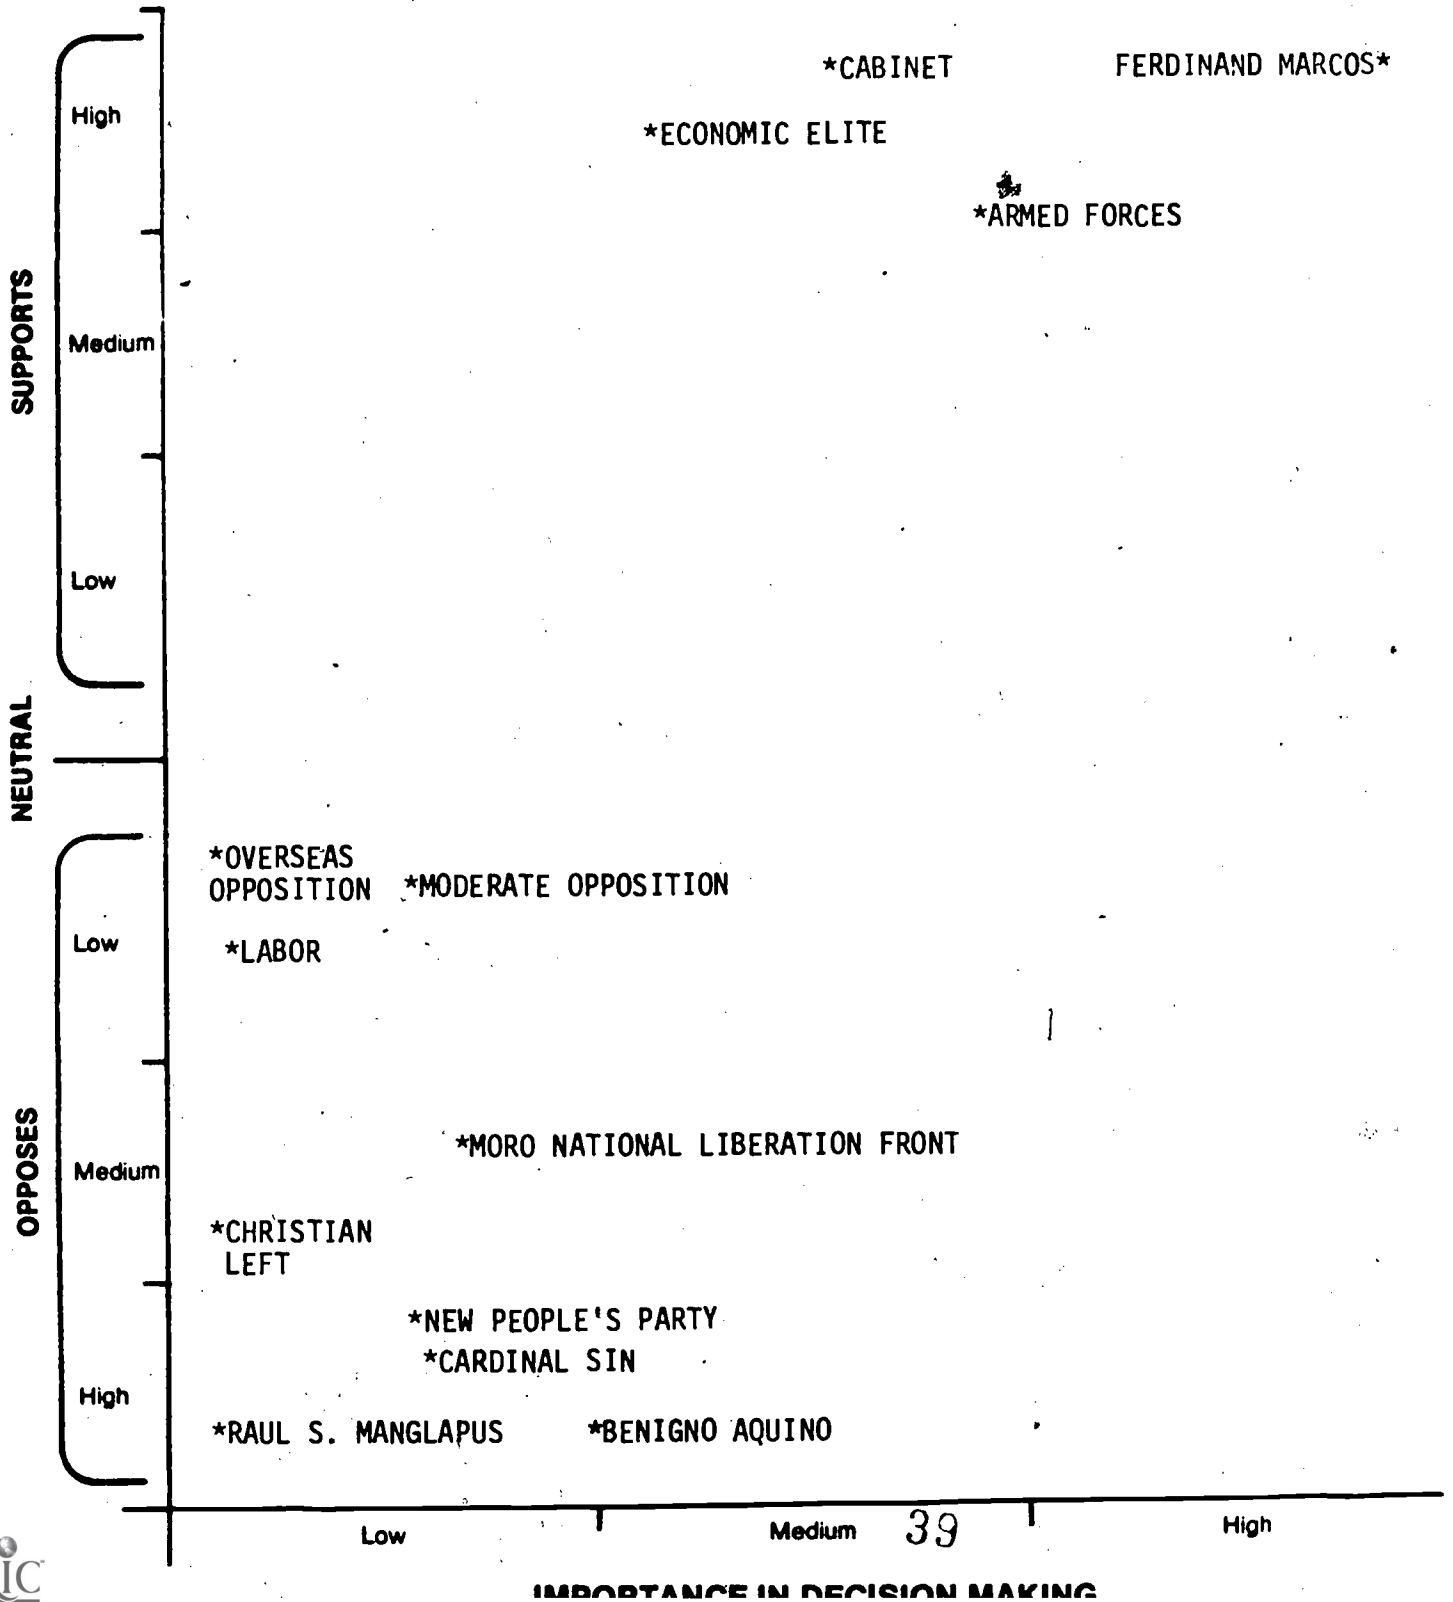 *CABINET
FERDINAND MARCOS*
High
*ECONOMIC ELITE
*ARMED FORCES
SUPPORTS
Medium
Low
NEUTRAL
*OVERSEAS
OPPOSITION
*MODERATE OPPOSITION
Low
*LABOR
OPPOSES
*MORO NATIONAL LIBERATION FRONT
Medium
*CHRISTIAN
LEFT
*NEW PEOPLE'S PARTY
*CARDINAL SIN
High
*RAUL S. MANGLAPUS
*BENIGNO AQUINO
Low
Medium
39
High
IMPORTANCE IN DECISION MAKING
IC